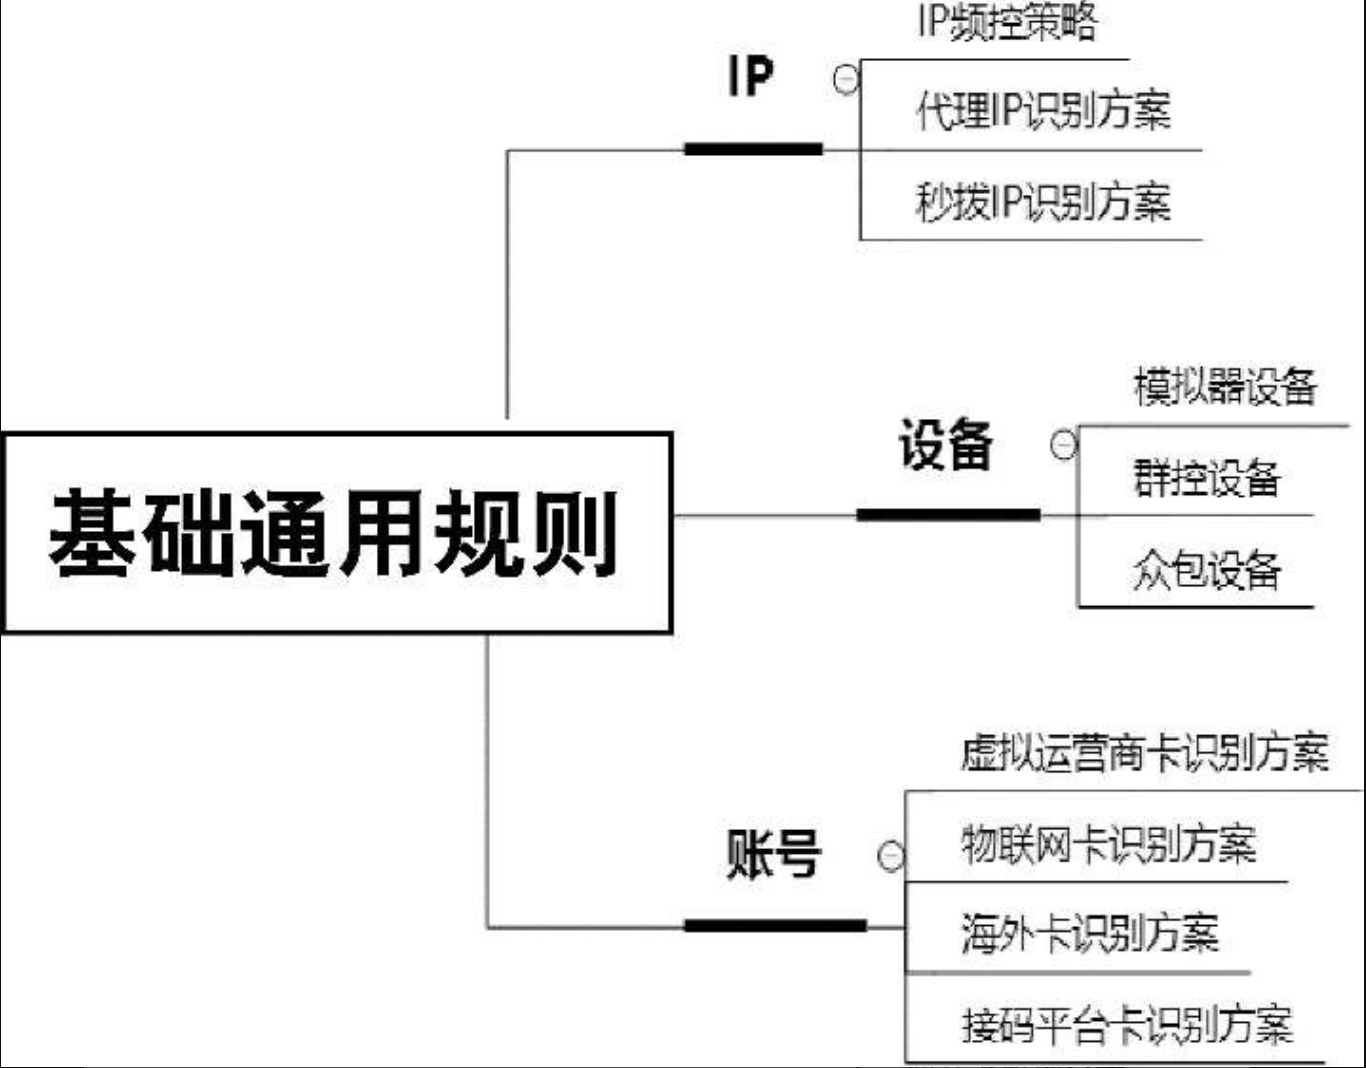 IP频控策略
IP
代理IP识别方案
秒拨IP识别方案
模拟器设备
设备
群控设备
众包设备
基础通用规则
虚拟运营商卡识别方案
账号
物联网卡识别方案
海外卡识别方案
接码平台卡识别方案